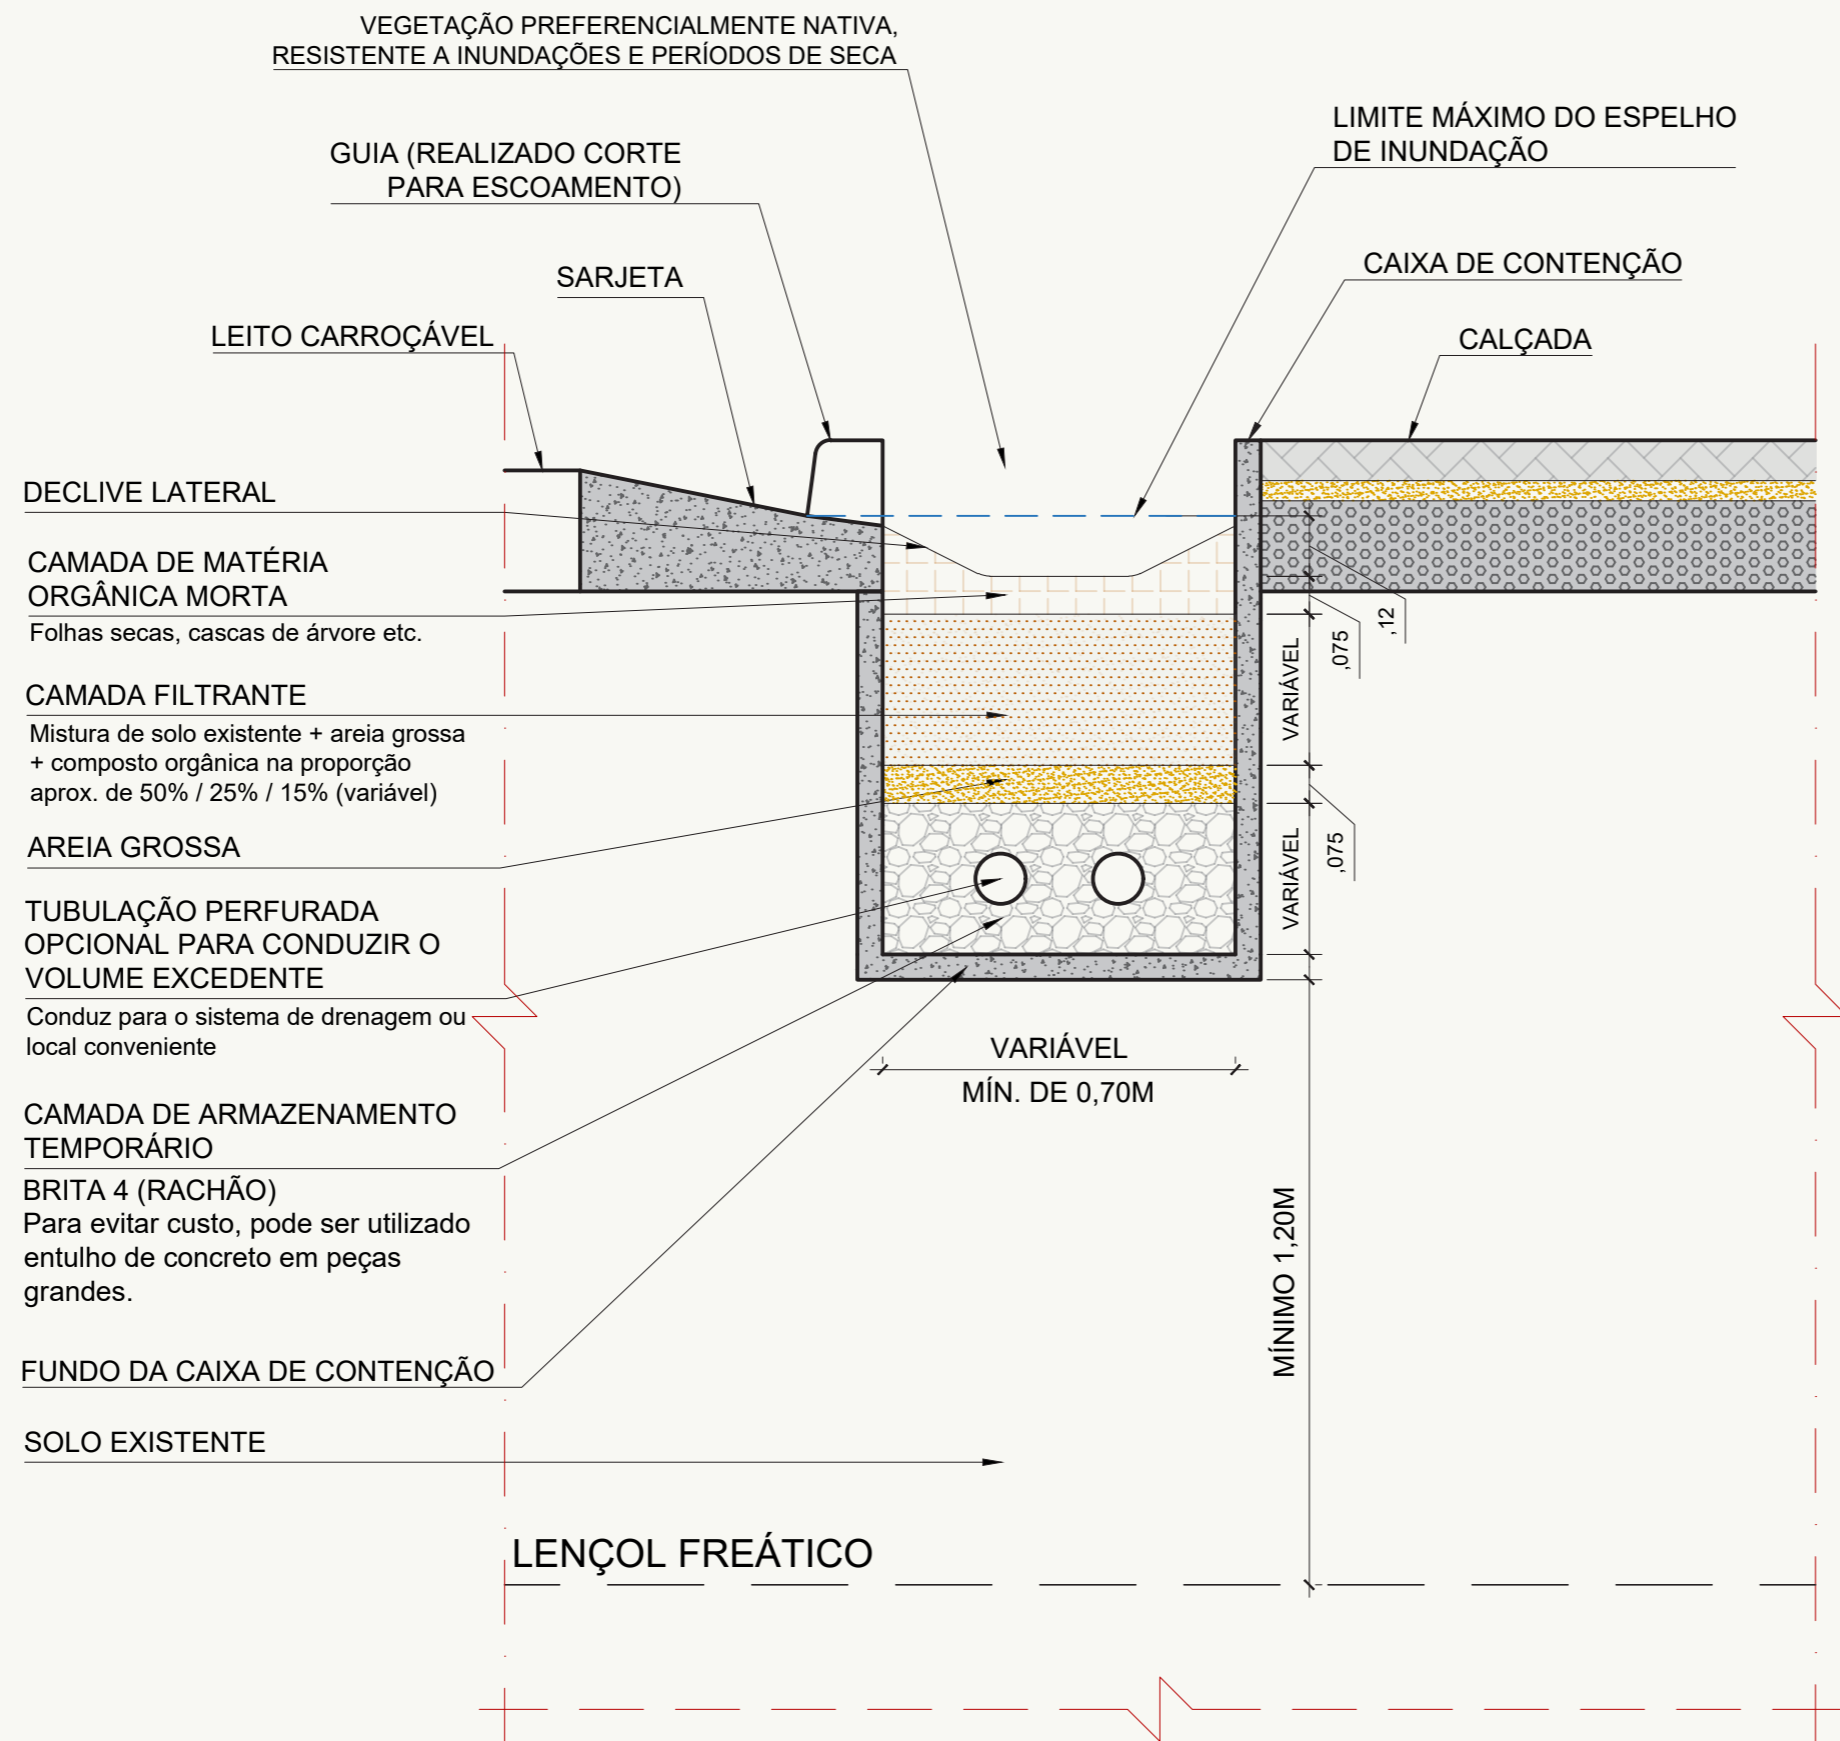 VEGETAÇÃO PREFERENCIALMENTE NATIVA,
RESISTENTE A INUNDAÇÕES E PERÍODOS DE SECA
LIMITE MÁXIMO DO ESPELHO
DE INUNDAÇÃO
GUIA (REALIZADO CORTE
PARA ESCOAMENTO)
CAIXA DE CONTENÇÃO
SARJETA
LEITO CARROÇÁVEL
CALÇADA
DECLIVE LATERAL
CAMADA DE MATÉRIA
ORGÂNICA MORTA
Folhas secas, cascas de árvore etc.
CAMADA FILTRANTE
Mistura de solo existente + areia grossa
+ composto orgânica na proporção
aprox. de 50% / 25% / 15% (variável)
AREIA GROSSA
TUBULAÇÃO PERFURADA
OPCIONAL PARA CONDUZIR O
VOLUME EXCEDENTE
Conduz para o sistema de drenagem ou
local conveniente
CAMADA DE ARMAZENAMENTO
TEMPORÁRIO
BRITA 4 (RACHÃO)
Para evitar custo, pode ser utilizado
entulho de concreto em peças
grandes.
FUNDO DA CAIXA DE CONTENÇÃO
SOLO EXISTENTE
,12
,075
VARIÁVEL
,075
VARIÁVEL
VARIÁVEL
MÍN. DE 0,70M
MÍNIMO 1,20M
LENÇOL FREÁTICO